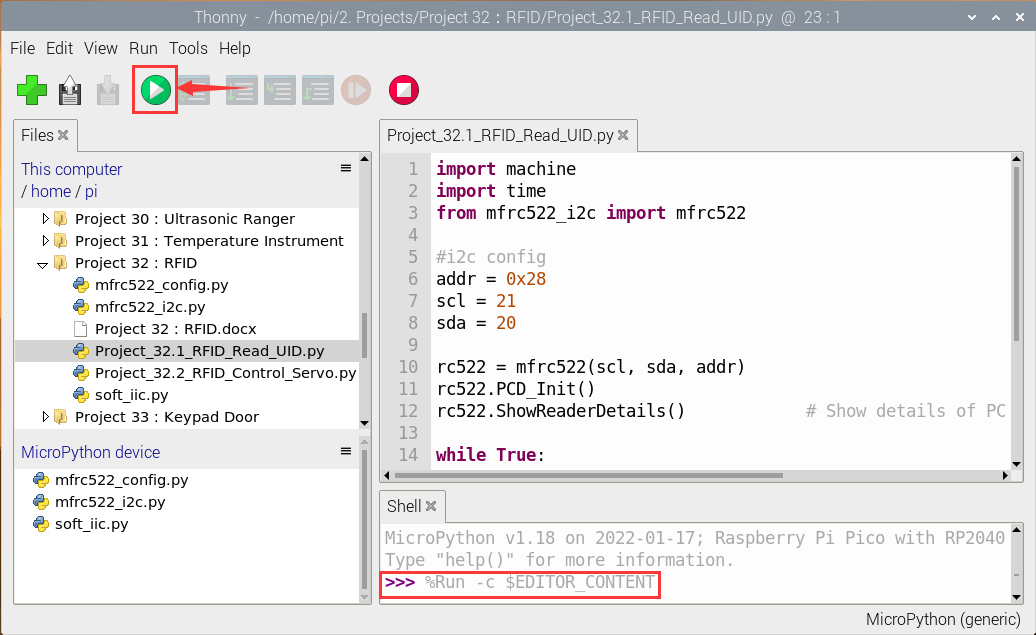 Thonny - /home/pi/2. Projects/Project 32 : RFID/Project_32.1_RFID_Read_UID.py @ 23 : 1
File Edit View Run Tools Help
Files
This computer
/ home / pi
Project 30 : Ultrasonic Ranger
Project 31 : Temperature Instrument
Project 32 : RFID
mfrc522_config.py
mfrc522_i2c.py
Project 32 : RFID.docx
Project_32.1_RFID_Read_UID.py
Project_32.2_RFID_Control_Servo.py
soft_iic.py
Project 33 : Keypad Door
MicroPython device
mfrc522_config.py
mfrc522_i2c.py
soft_iic.py
Project_32.1_RFID_Read_UID.py
1 import machine
2 import time
3 from mfrc522_i2c import mfrc522
4
5 #i2c config
6 addr = 0x28
7 scl = 21
8 sda = 20
9
10 rc522 = mfrc522(scl, sda, addr)
11 rc522.PCD_Init()
12 rc522.ShowReaderDetails() # Show details of PC
13
14 while True:
Shell
MicroPython v1.18 on 2022-01-17; Raspberry Pi Pico with RP2040
Type "help()" for more information.
>>> %Run -c $EDITOR_CONTENT
MicroPython (generic)